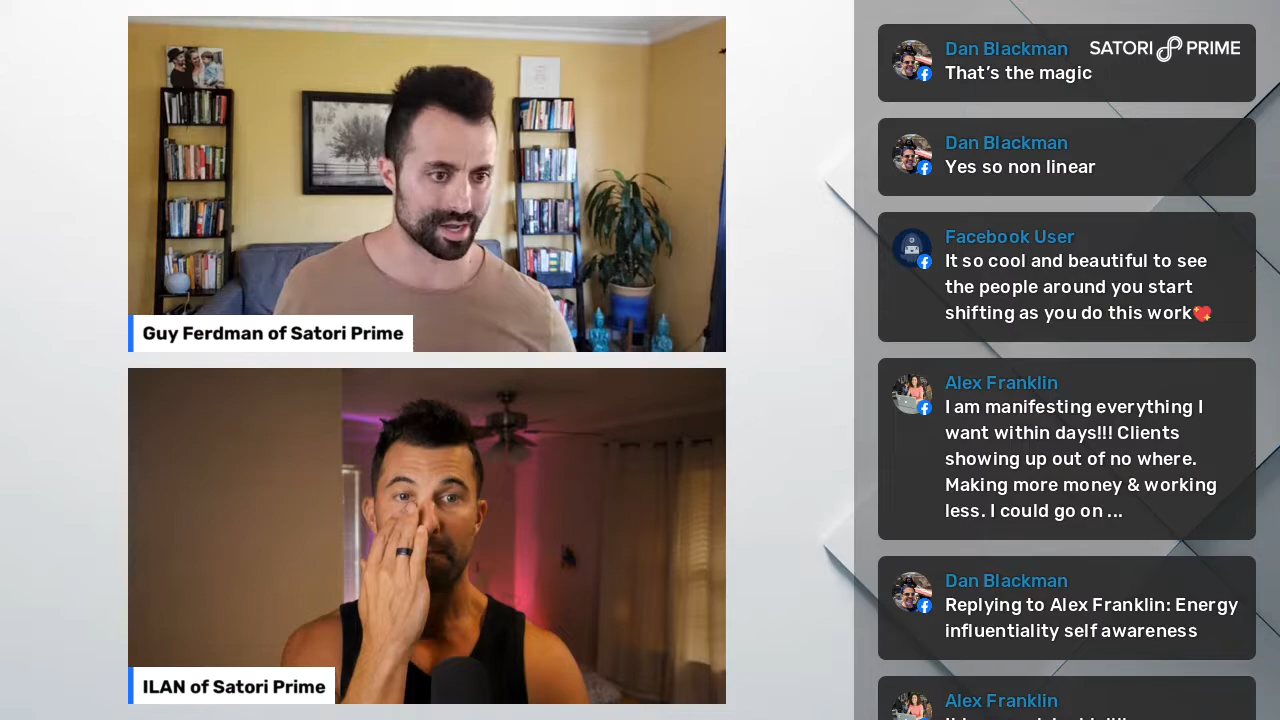 Guy Ferdman of Satori Prime
ILAN of Satori Prime
SATORI PRIME
Dan Blackman
That’s the magic
Dan Blackman
Yes so non linear
Facebook User
It so cool and beautiful to see
the people around you start
shifting as you do this work💖
Alex Franklin
I am manifesting everything I
want within days!!! Clients
showing up out of no where.
Making more money & working
less. I could go on ...
Dan Blackman
Replying to Alex Franklin: Energy
influentiality self awareness
Alex Franklin